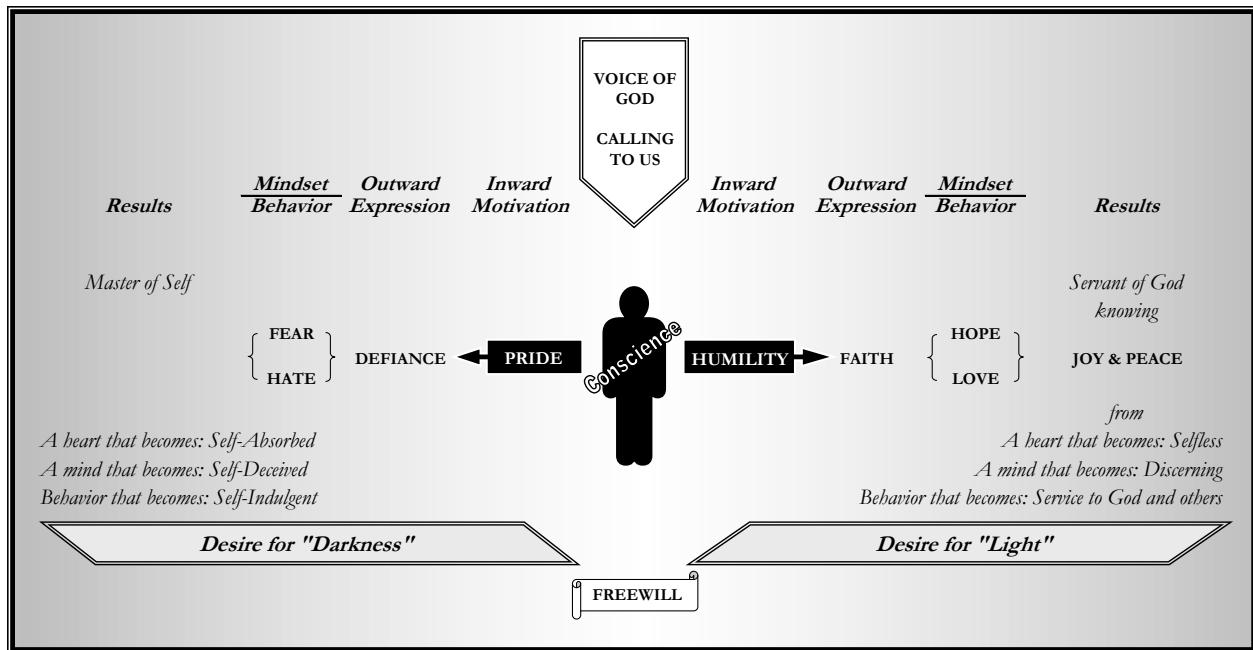 VOICE OF
GOD
CALLING
TO US
Results
Mindset
Behavior
Outward
Expression
Inward
Motivation
Inward
Motivation
Outward
Expression
Mindset
Behavior
Results
Master of Self
FEAR
HATE
DEFIANCE
PRIDE
Conscience
HUMILITY
FAITH
HOPE
LOVE
Servant of God
knowing
JOY & PEACE
from
A heart that becomes: Self-Absorbed
A mind that becomes: Self-Deceived
Behavior that becomes: Self-Indulgent
A heart that becomes: Selfless
A mind that becomes: Discerning
Behavior that becomes: Service to God and others
Desire for "Darkness"
Desire for "Light"
FREEWILL